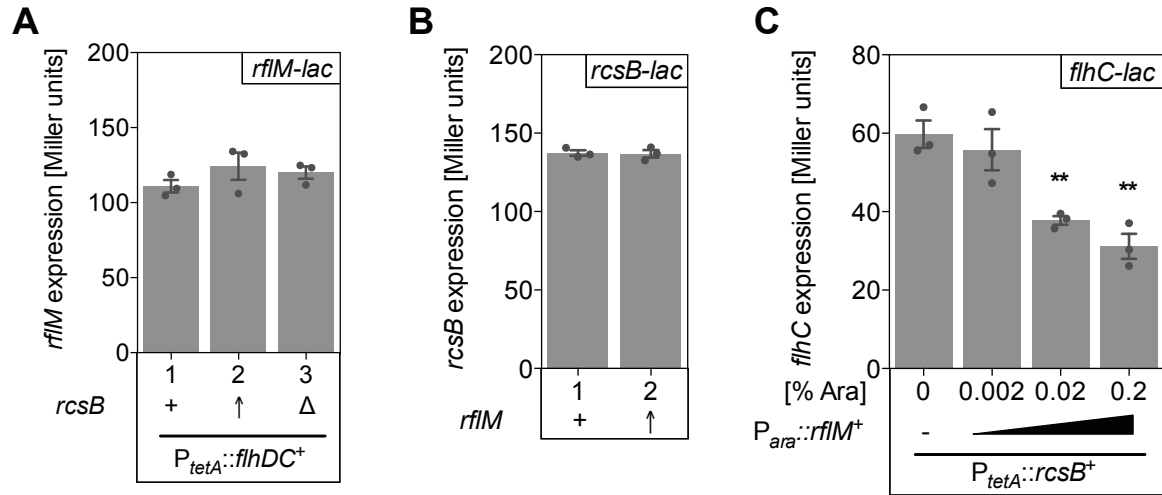 A
rflM-lac
rflM expression [Miller units]
200
150
100
50
0
1 2 3
rcsB + ↑ Δ
PtetA::flhDC+
B
rcsB-lac
rcsB expression [Miller units]
200
150
100
50
0
1 2
rflM + ↑
C
flhC-lac
flhC expression [Miller units]
80
60
40
20
0
** **
[% Ara] 0 0.002 0.02 0.2
Para::rflM+ -
PtetA::rcsB+